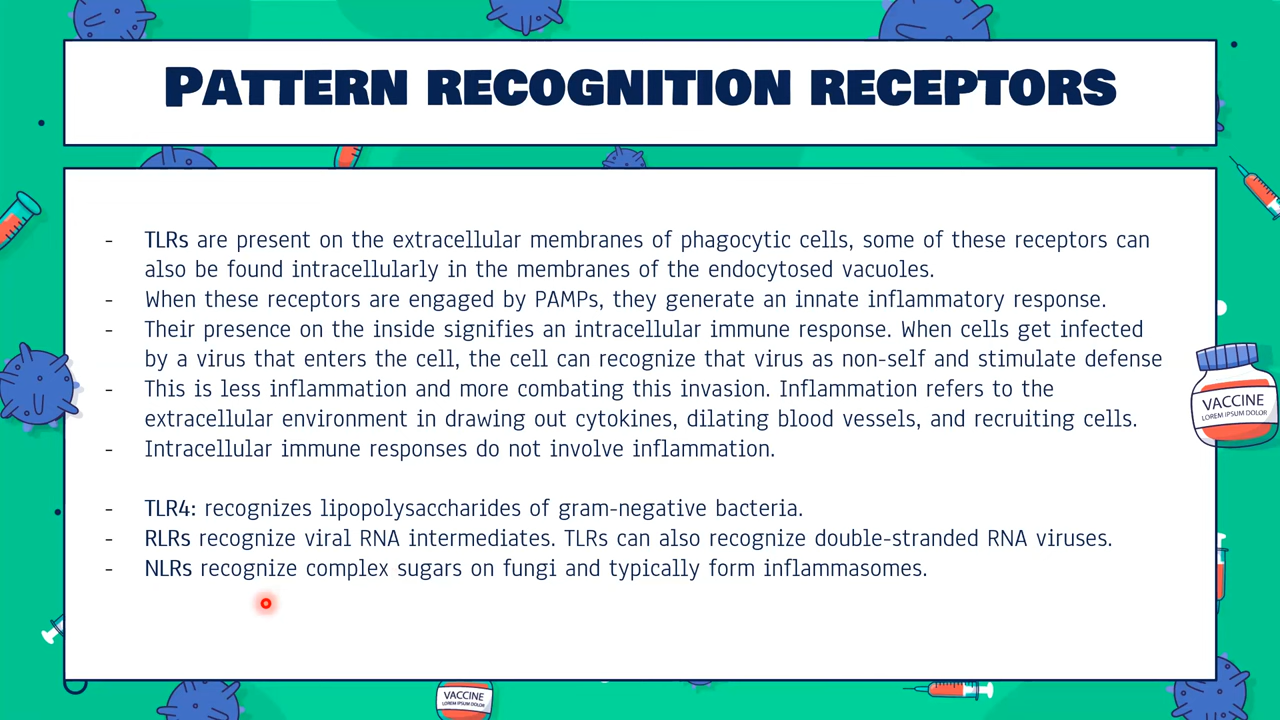 PATTERN RECOGNITION RECEPTORS
- TLRs are present on the extracellular membranes of phagocytic cells, some of these receptors can
also be found intracellularly in the membranes of the endocytosed vacuoles.
- When these receptors are engaged by PAMPs, they generate an innate inflammatory response.
- Their presence on the inside signifies an intracellular immune response. When cells get infected
by a virus that enters the cell, the cell can recognize that virus as non-self and stimulate defense
- This is less inflammation and more combating this invasion. Inflammation refers to the
extracellular environment in drawing out cytokines, dilating blood vessels, and recruiting cells.
- Intracellular immune responses do not involve inflammation.
- TLR4: recognizes lipopolysaccharides of gram-negative bacteria.
- RLRs recognize viral RNA intermediates. TLRs can also recognize double-stranded RNA viruses.
- NLRs recognize complex sugars on fungi and typically form inflammasomes.
VACCINE
LOREM IPSUM DOLOR
VACCINE
LOREM IPSUM DOLOR